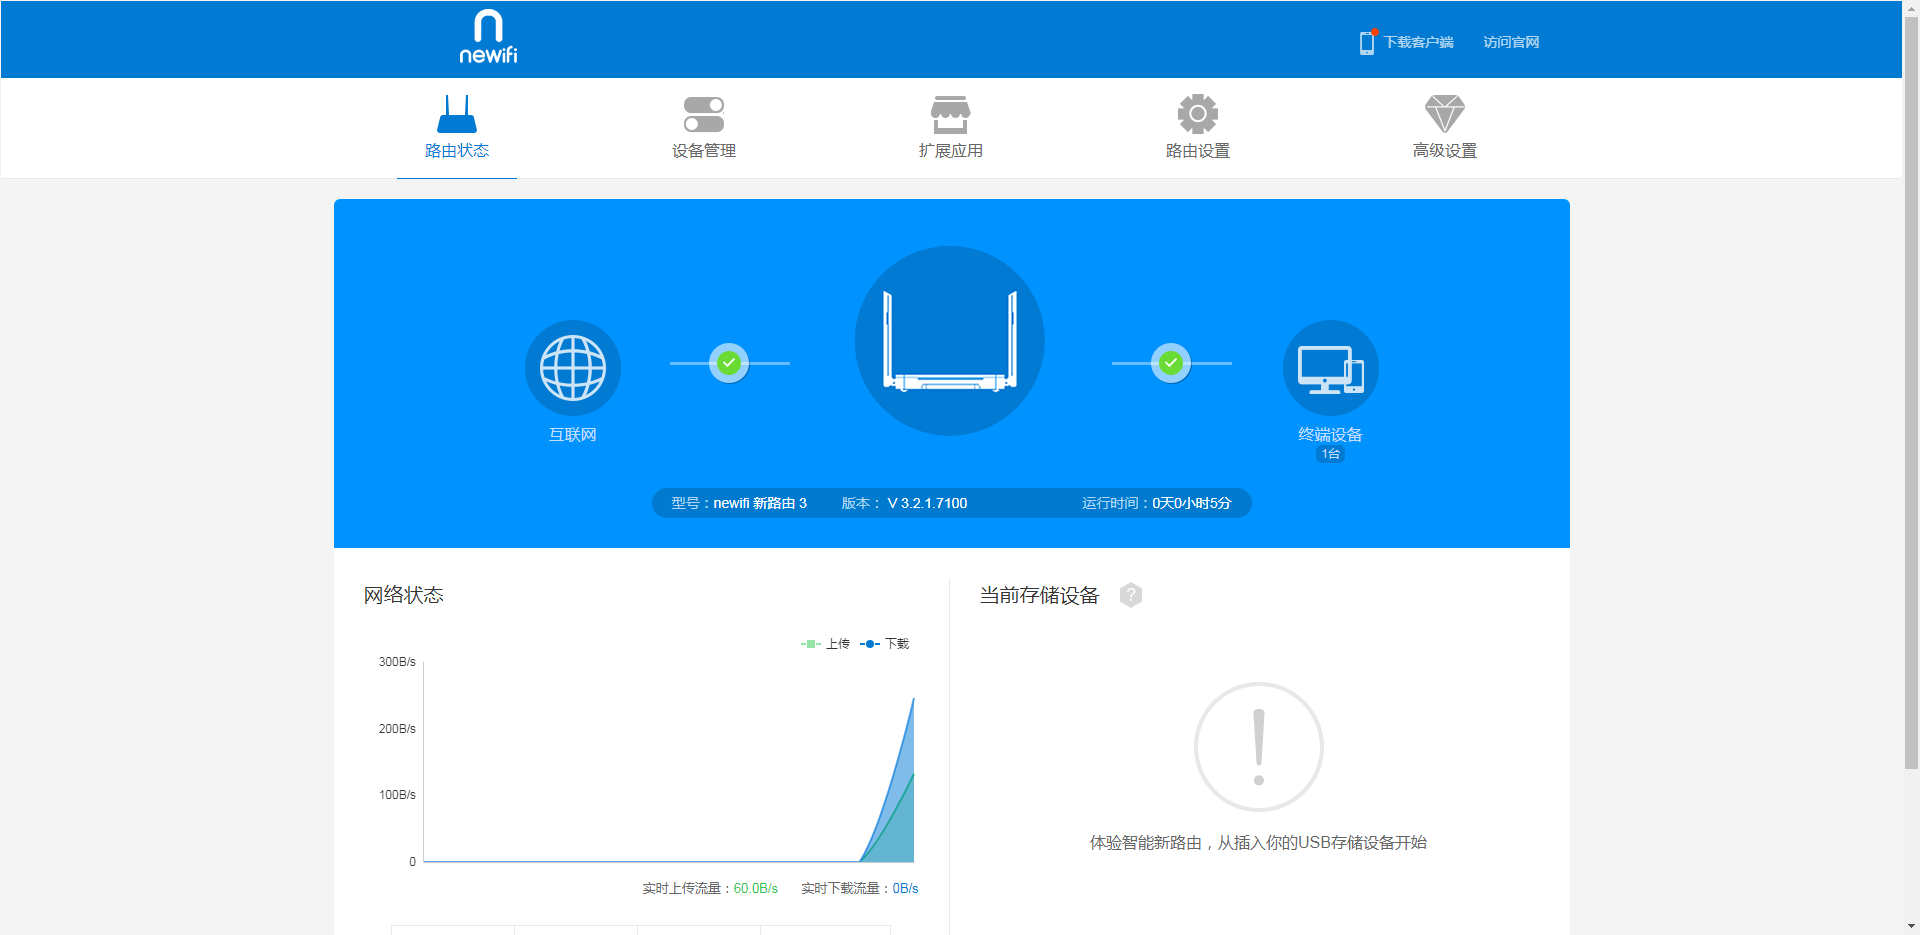 newifi
下载客户端 访问官网
路由状态 设备管理 扩展应用 路由设置 高级设置
互联网
终端设备
1台
型号：newifi 新路由 3 版本： V 3.2.1.7100 运行时间：0天0小时5分
网络状态
当前存储设备 ?
上传 下载
300B/s
200B/s
100B/s
0
实时上传流量：60.0B/s 实时下载流量：0B/s
体验智能新路由，从插入你的USB存储设备开始